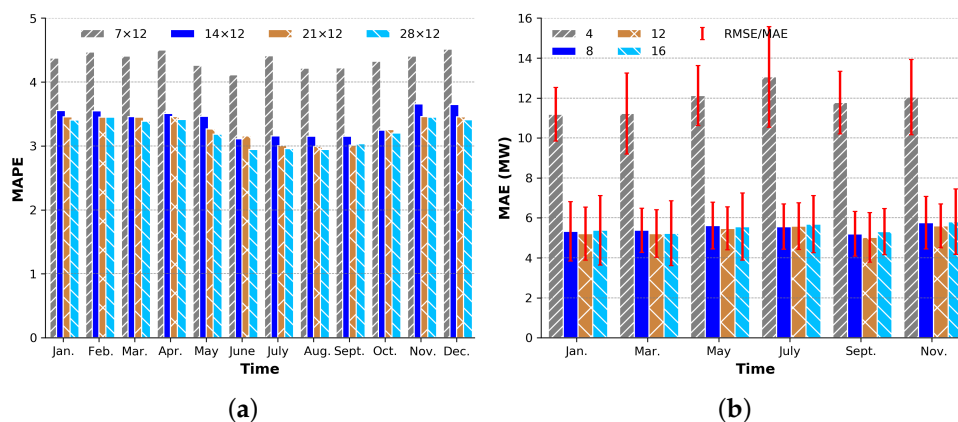 5
4
3
2
1
0
MAPE
7×12 14×12 21×12 28×12
Jan. Feb. Mar. Apr. May June July Aug. Sept. Oct. Nov. Dec.
Time
(a)
16
14
12
10
8
6
4
2
0
MAE (MW)
4 12 RMSE/MAE
8 16
Jan. Mar. May July Sept. Nov.
Time
(b)